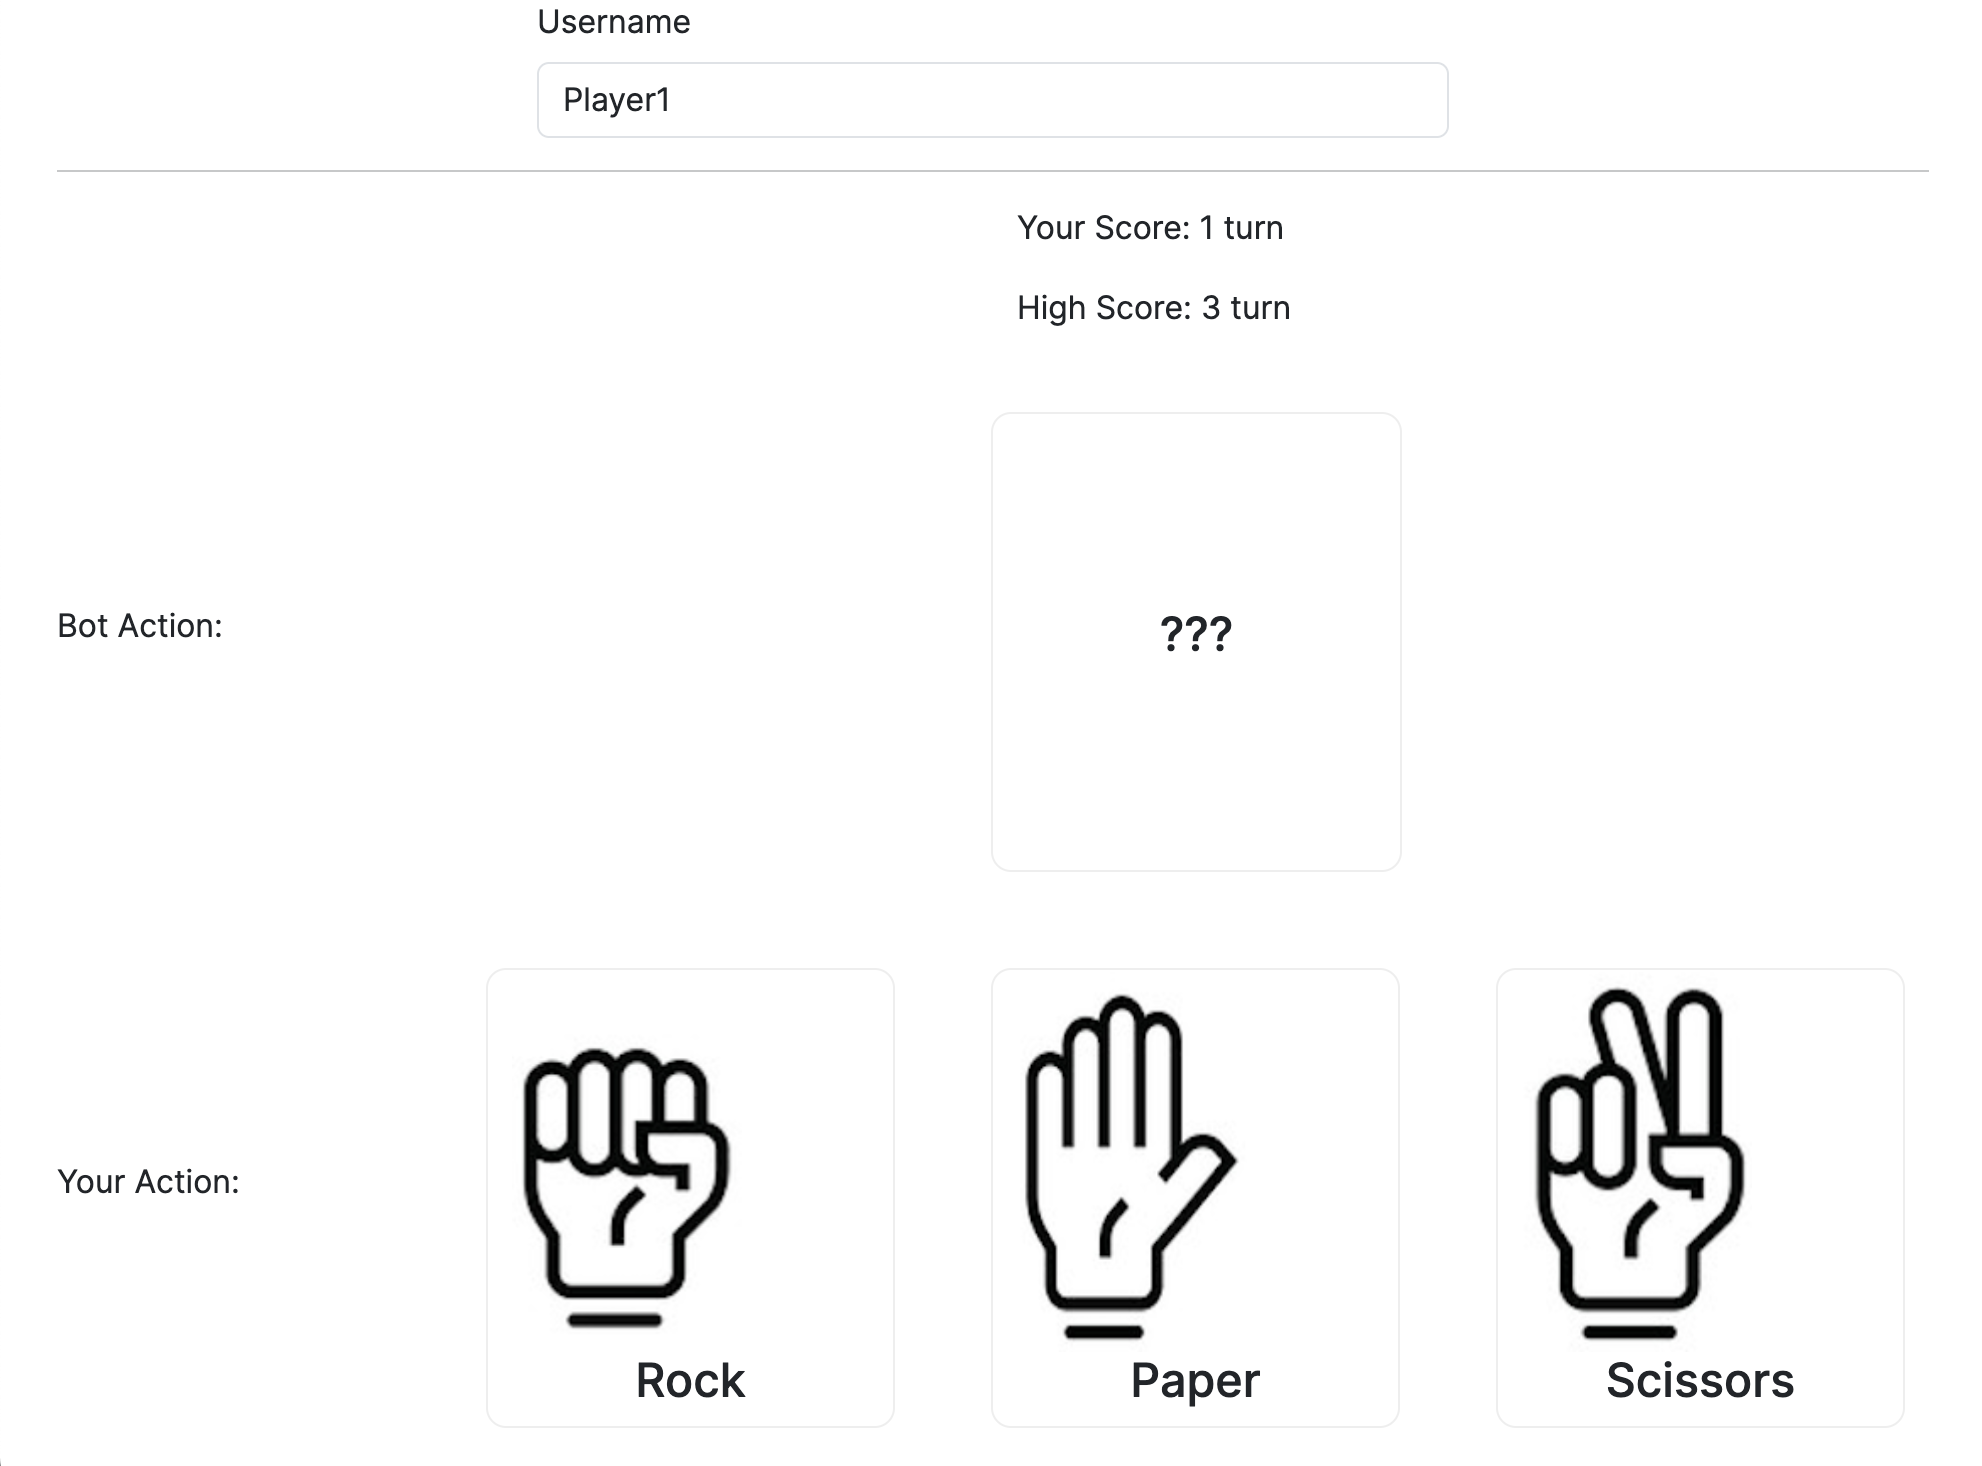 Username
Player1
Your Score: 1 turn
High Score: 3 turn
Bot Action:
???
Your Action:
Rock
Paper
Scissors